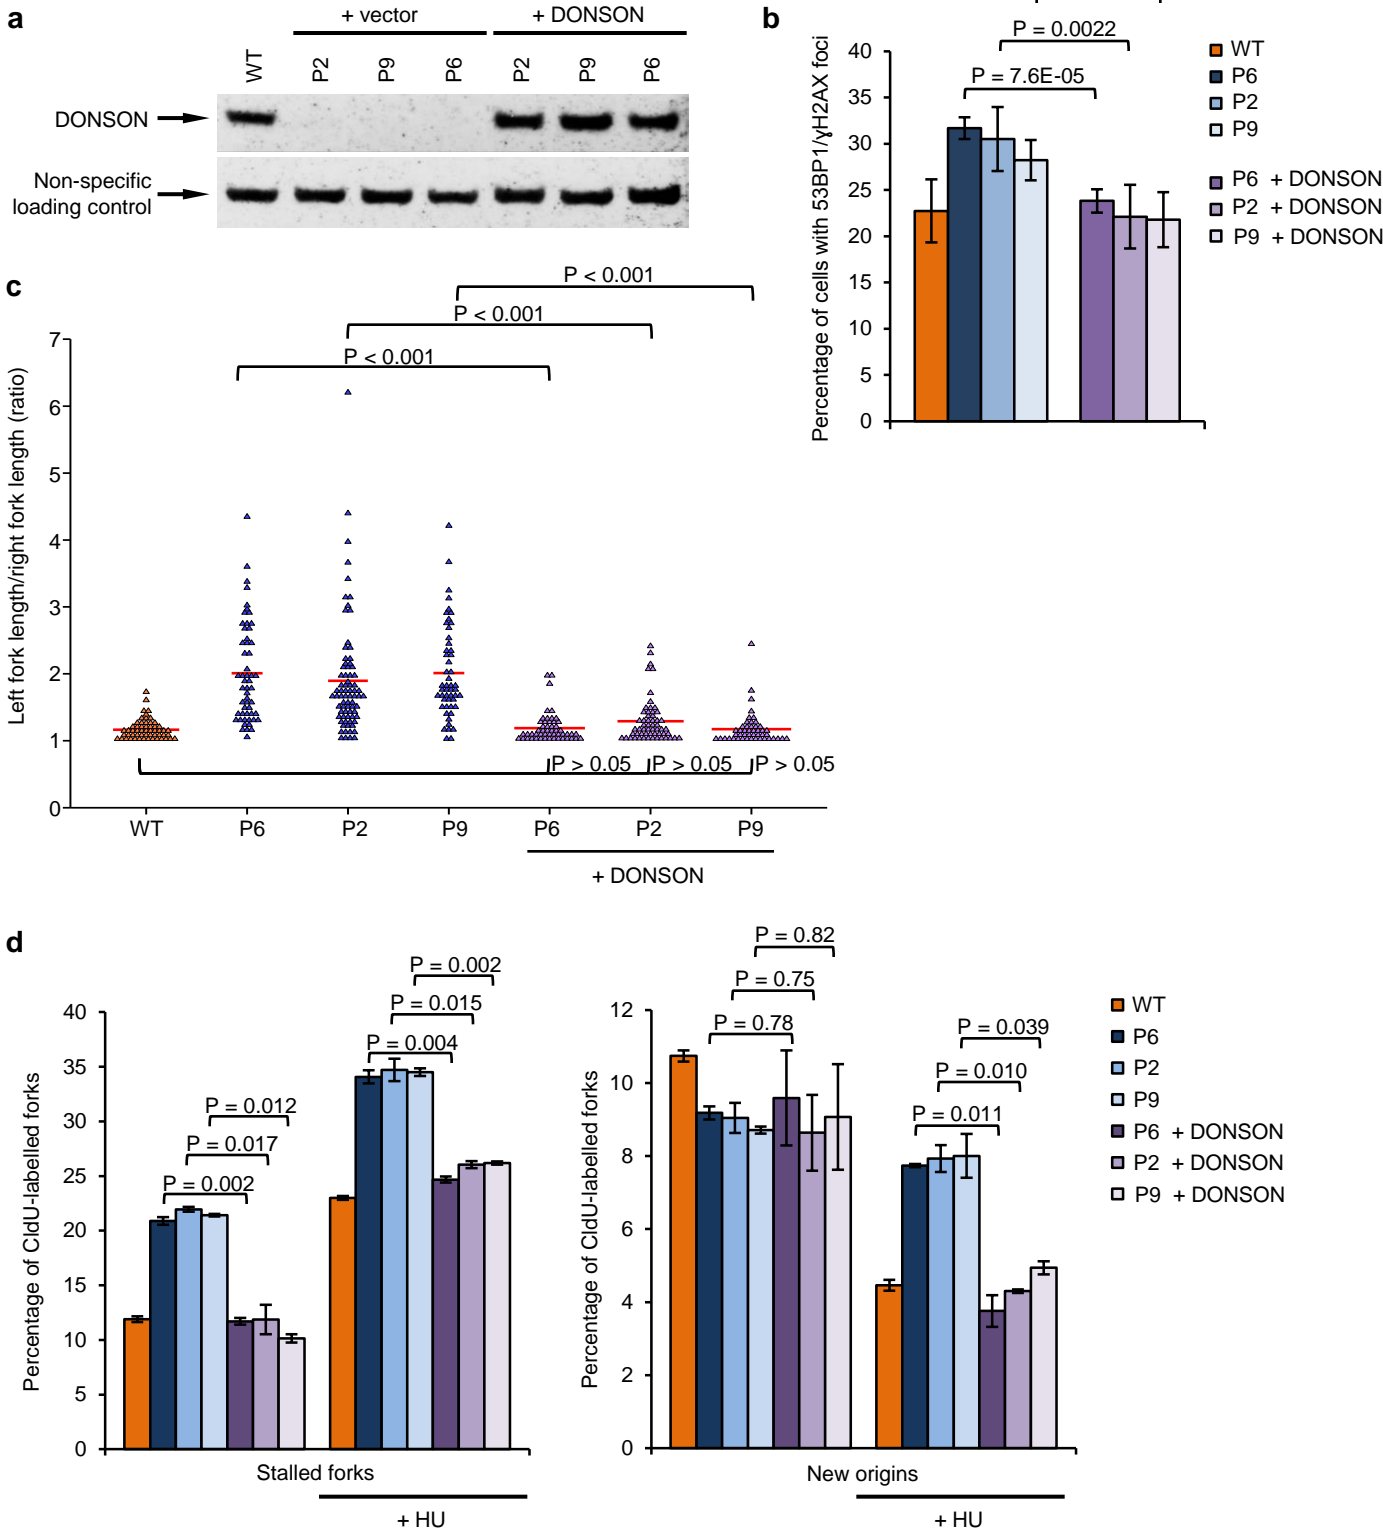 a
+ vector
+ DONSON
WT
P2
P9
P6
P2
P9
P6
DONSON
Non-specific
loading control
b
P = 0.0022
P = 7.6E-05
Percentage of cells with 53BP1/γH2AX foci
40
35
30
25
20
15
10
5
0
WT
P6
P2
P9
P6 + DONSON
P2 + DONSON
P9 + DONSON
c
P < 0.001
P < 0.001
P < 0.001
Left fork length/right fork length (ratio)
7
6
5
4
3
2
1
0
P > 0.05
P > 0.05
P > 0.05
WT
P6
P2
P9
P6
P2
P9
+ DONSON
d
Percentage of CldU-labelled forks
40
35
30
25
20
15
10
5
0
P = 0.002
P = 0.015
P = 0.004
P = 0.012
P = 0.017
P = 0.002
Stalled forks
+ HU
Percentage of CldU-labelled forks
12
10
8
6
4
2
0
P = 0.82
P = 0.75
P = 0.78
P = 0.039
P = 0.010
P = 0.011
New origins
+ HU
WT
P6
P2
P9
P6 + DONSON
P2 + DONSON
P9 + DONSON